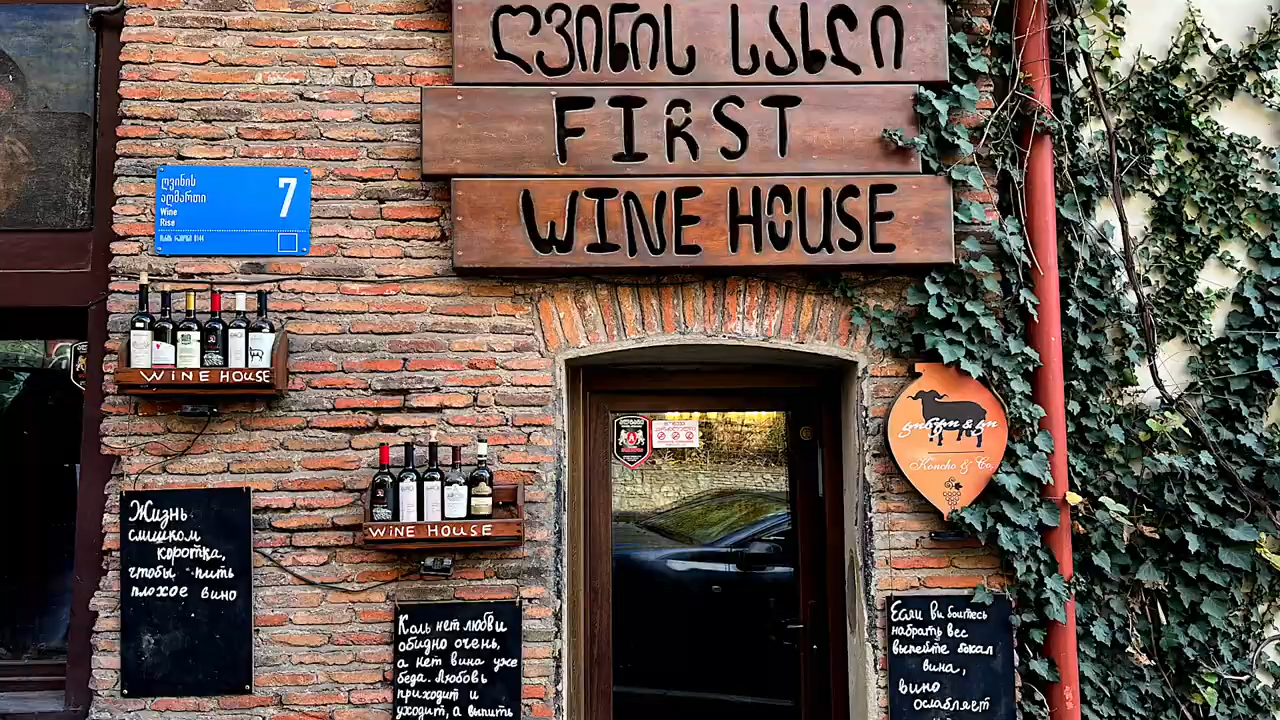 ღვინის სახლი
FIRST
WINE HOUSE
ღვინის
აღმართი
Wine
Rise
7
WINE HOUSE
WINE HOUSE
Жизнь
слишком
коротка,
чтобы пить
плохое вино
Коль нет любви
обидно очень,
а нет вина уже
беда. Любовь
приходит и
уходит, а выпить
Koncho & Co.
Если вы боитесь
набрать вес
выпейте бокал
вина,
вино
ослабляет